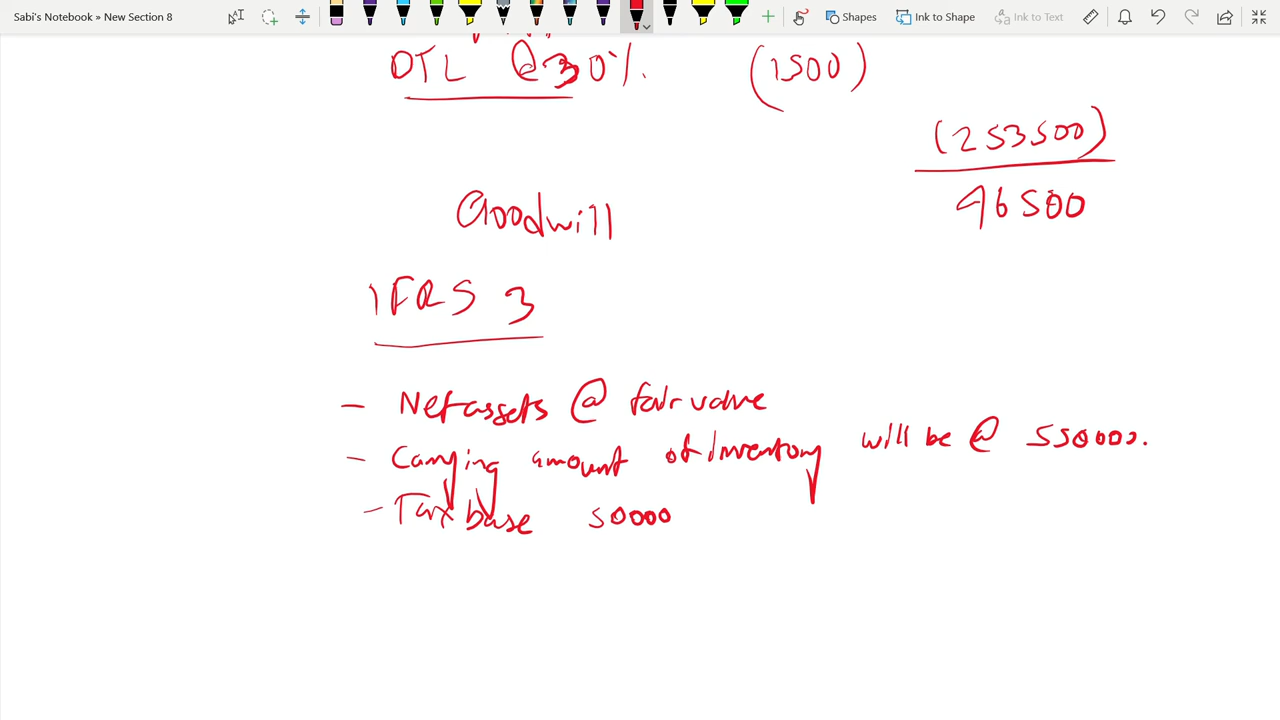 Sabi's Notebook » New Section 8
Shapes
Ink to Shape
Ink to Text
DTL @30%. (1500)
(253500)
46500
Goodwill
IFRS 3
- Net assets @ fair value
- Carrying amount of inventory will be @ 550000.
- Tax base 50000